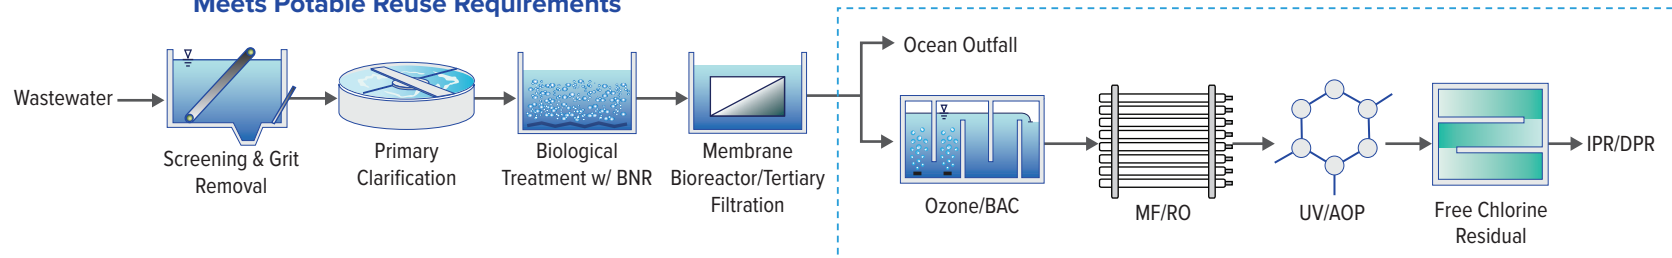 Meets Potable Reuse Requirements
Wastewater
Screening & Grit
Removal
Primary
Clarification
Biological
Treatment w/ BNR
Membrane
Bioreactor/Tertiary
Filtration
Ocean Outfall
Ozone/BAC
MF/RO
UV/AOP
Free Chlorine
Residual
IPR/DPR